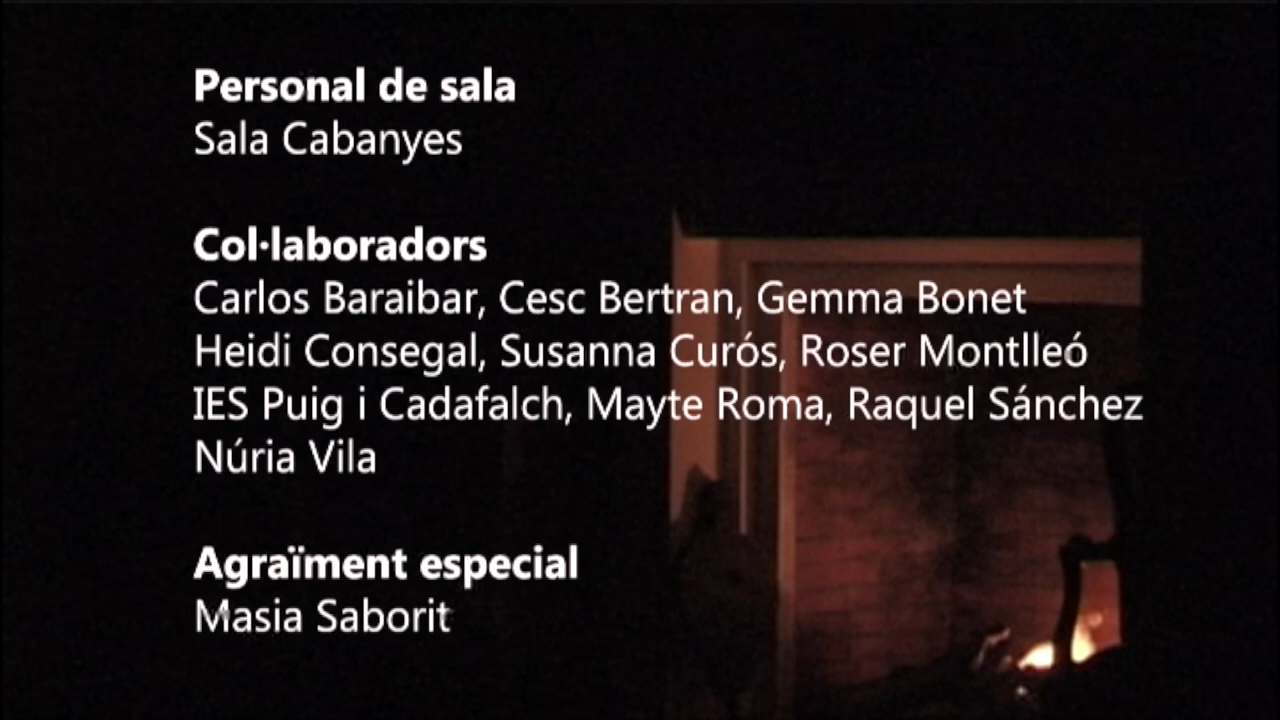 Personal de sala
Sala Cabanyes
Col·laboradors
Carlos Baraibar, Cesc Bertran, Gemma Bonet
Heidi Consegal, Susanna Curós, Roser Montlleó
IES Puig i Cadafalch, Mayte Roma, Raquel Sánchez
Núria Vila
Agraïment especial
Masia Saborit